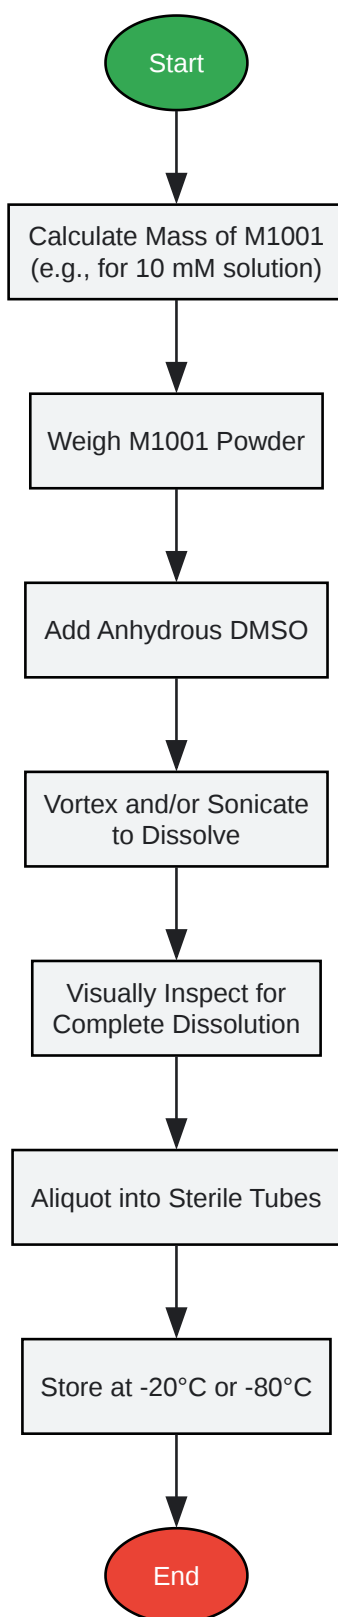 Start
Calculate Mass of M1001
(e.g., for 10 mM solution)
Weigh M1001 Powder
Add Anhydrous DMSO
Vortex and/or Sonicate
to Dissolve
Visually Inspect for
Complete Dissolution
Aliquot into Sterile Tubes
Store at -20°C or -80°C
End